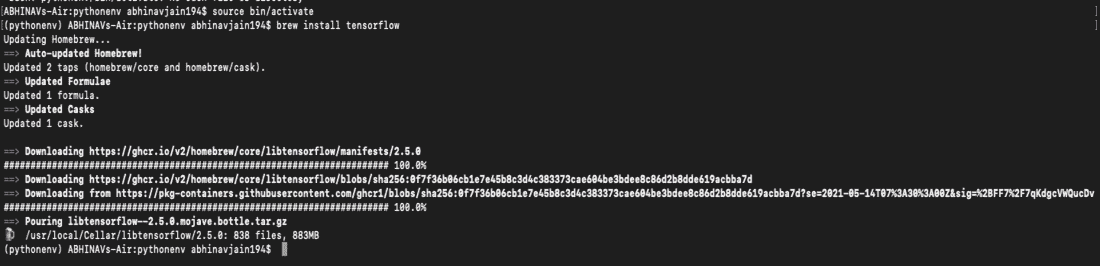 ABHINAVs-Air:pythonenv abhinavjain194$ source bin/activate
(pythonenv) ABHINAVs-Air:pythonenv abhinavjain194$ brew install tensorflow
Updating Homebrew...
==> Auto-updated Homebrew!
Updated 2 taps (homebrew/core and homebrew/cask).
==> Updated Formulae
Updated 1 formula.
==> Updated Casks
Updated 1 cask.
==> Downloading https://ghcr.io/v2/homebrew/core/libtensorflow/manifests/2.5.0
######################################################################## 100.0%
==> Downloading https://ghcr.io/v2/homebrew/core/libtensorflow/blobs/sha256:0f7f36b06cb1e7e45b8c3d4c383373cae604be3bdee8c86d2b8dde619acbba7d
==> Downloading from https://pkg-containers.githubusercontent.com/ghcr1/blobs/sha256:0f7f36b06cb1e7e45b8c3d4c383373cae604be3bdee8c86d2b8dde619acbba7d?se=2021-05-14T07%3A30%3A00Z&sig=%2BFF7%2F7qKdgcVWQucDv
######################################################################## 100.0%
==> Pouring libtensorflow--2.5.0.mojave.bottle.tar.gz
/usr/local/Cellar/libtensorflow/2.5.0: 838 files, 883MB
(pythonenv) ABHINAVs-Air:pythonenv abhinavjain194$